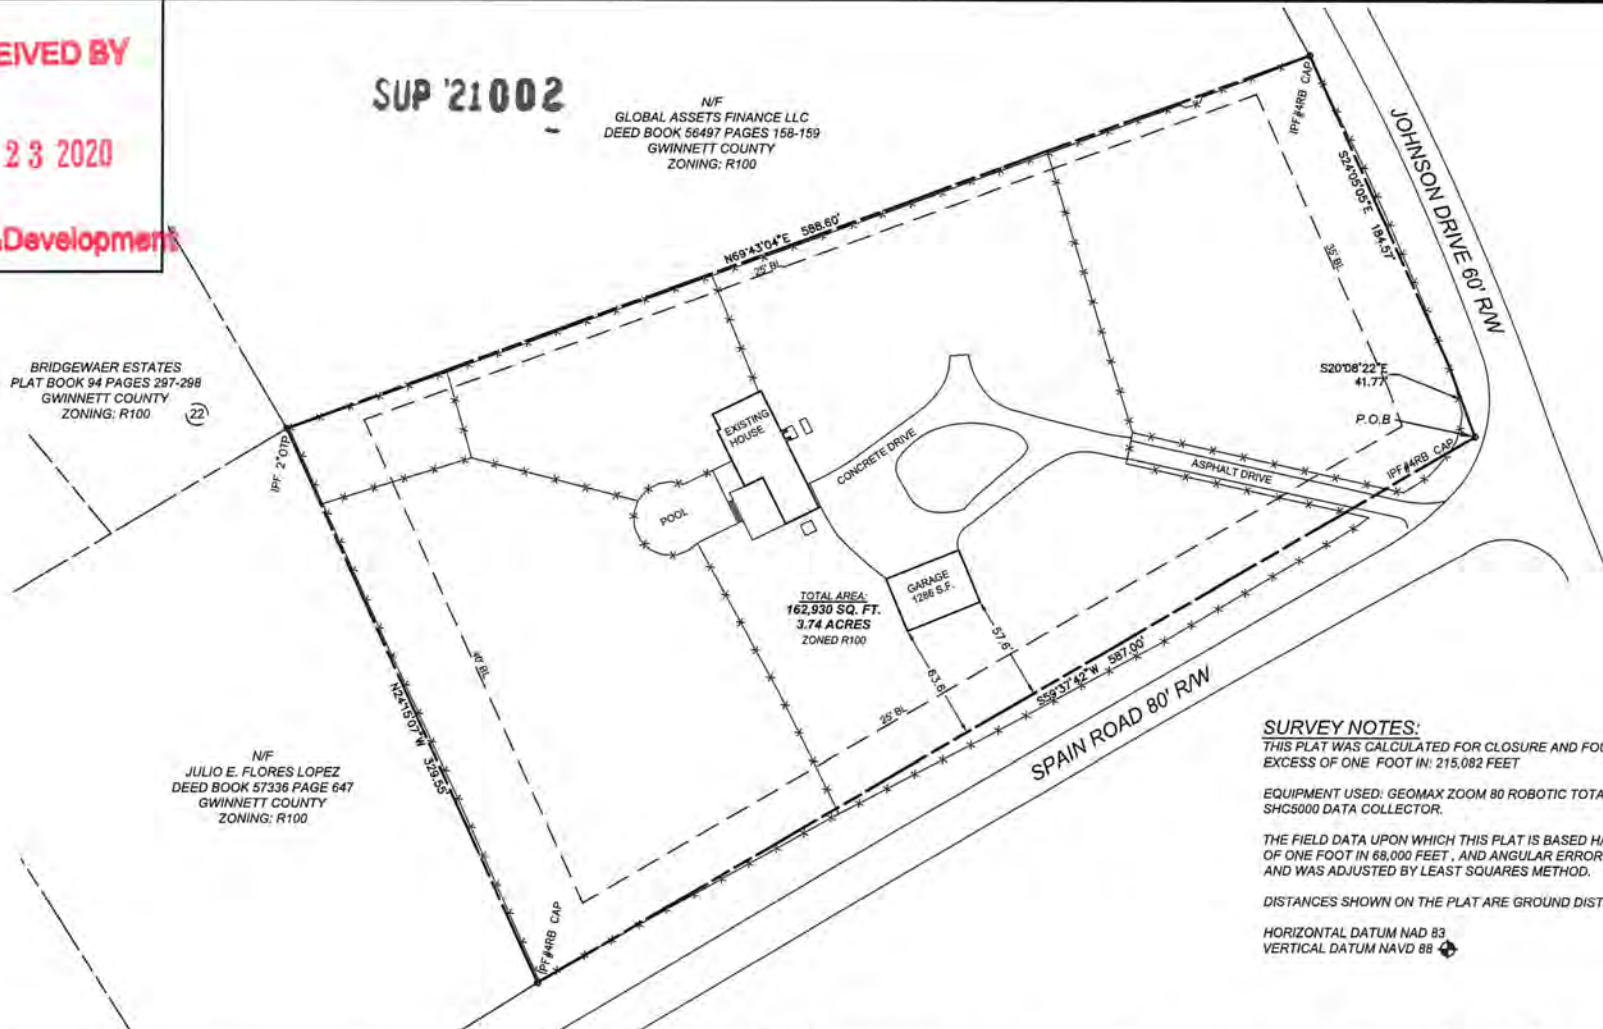 EIVED BY
23 2020
Development
SUP '21002
N/F
GLOBAL ASSETS FINANCE LLC
DEED BOOK 56497 PAGES 158-159
GWINNETT COUNTY
ZONING: R100
BRIDGEWAER ESTATES
PLAT BOOK 94 PAGES 297-298
GWINNETT COUNTY
ZONING: R100
22
N69°43'04"E 588.60'
25' BL
IPF#4RB CAP
S24°05'05"E 184.57'
35' BL
JOHNSON DRIVE 60' R/W
S20°08'22"E
41.77'
P.O.B
IPF#4RB CAP
IPF 2"OTP
EXISTING
HOUSE
CONCRETE DRIVE
ASPHALT DRIVE
POOL
GARAGE
1286 S.F.
TOTAL AREA:
162,930 SQ. FT.
3.74 ACRES
ZONED R100
57.6'
63.6'
40' BL
N24°15'07"W 329.55'
S59°37'42"W 587.00'
25' BL
SPAIN ROAD 80' R/W
N/F
JULIO E. FLORES LOPEZ
DEED BOOK 57336 PAGE 647
GWINNETT COUNTY
ZONING: R100
IPF#4RB CAP
SURVEY NOTES:
THIS PLAT WAS CALCULATED FOR CLOSURE AND FOU
EXCESS OF ONE FOOT IN: 215,082 FEET
EQUIPMENT USED: GEOMAX ZOOM 80 ROBOTIC TOTA
SHC5000 DATA COLLECTOR.
THE FIELD DATA UPON WHICH THIS PLAT IS BASED HA
OF ONE FOOT IN 68,000 FEET, AND ANGULAR ERROR
AND WAS ADJUSTED BY LEAST SQUARES METHOD.
DISTANCES SHOWN ON THE PLAT ARE GROUND DIST
HORIZONTAL DATUM NAD 83
VERTICAL DATUM NAVD 88